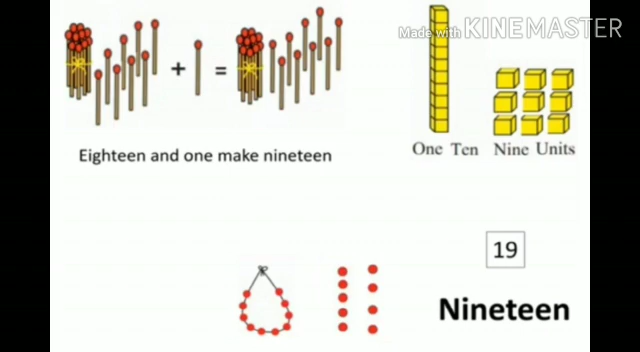 Made with KINEMASTER
+
=
Eighteen and one make nineteen
One Ten
Nine Units
19
Nineteen